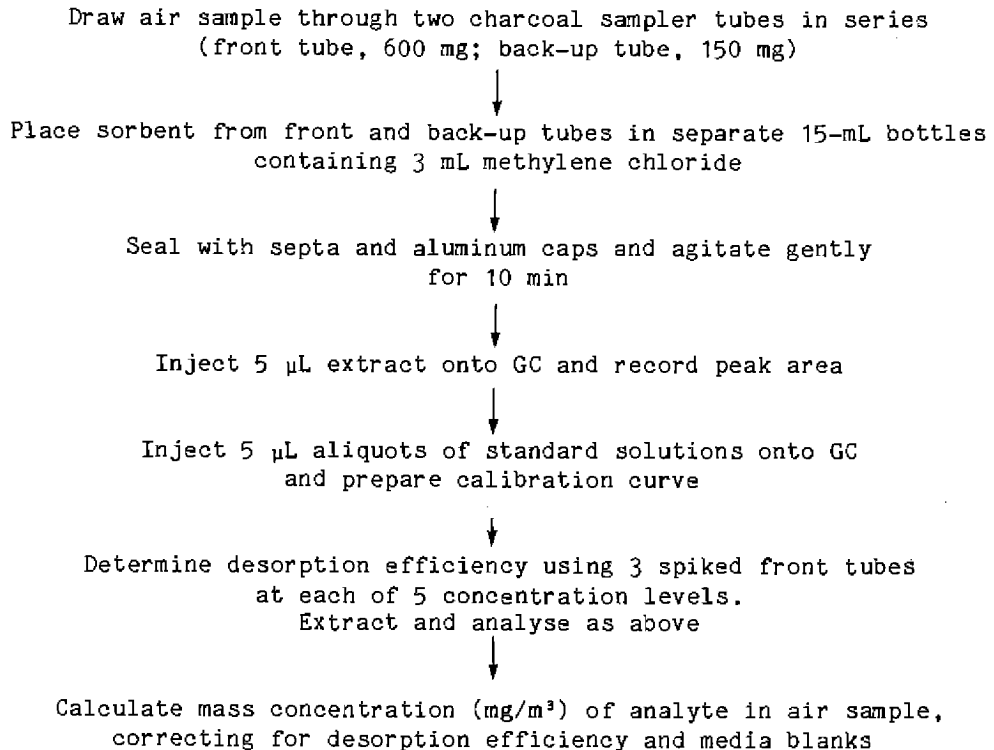 Draw air sample through two charcoal sampler tubes in series
(front tube, 600 mg; back-up tube, 150 mg)
Place sorbent from front and back-up tubes in separate 15-mL bottles
containing 3 mL methylene chloride
Seal with septa and aluminum caps and agitate gently
for 10 min
Inject 5 µL extract onto GC and record peak area
Inject 5 µL aliquots of standard solutions onto GC
and prepare calibration curve
Determine desorption efficiency using 3 spiked front tubes
at each of 5 concentration levels.
Extract and analyse as above
Calculate mass concentration (mg/m³) of analyte in air sample,
correcting for desorption efficiency and media blanks